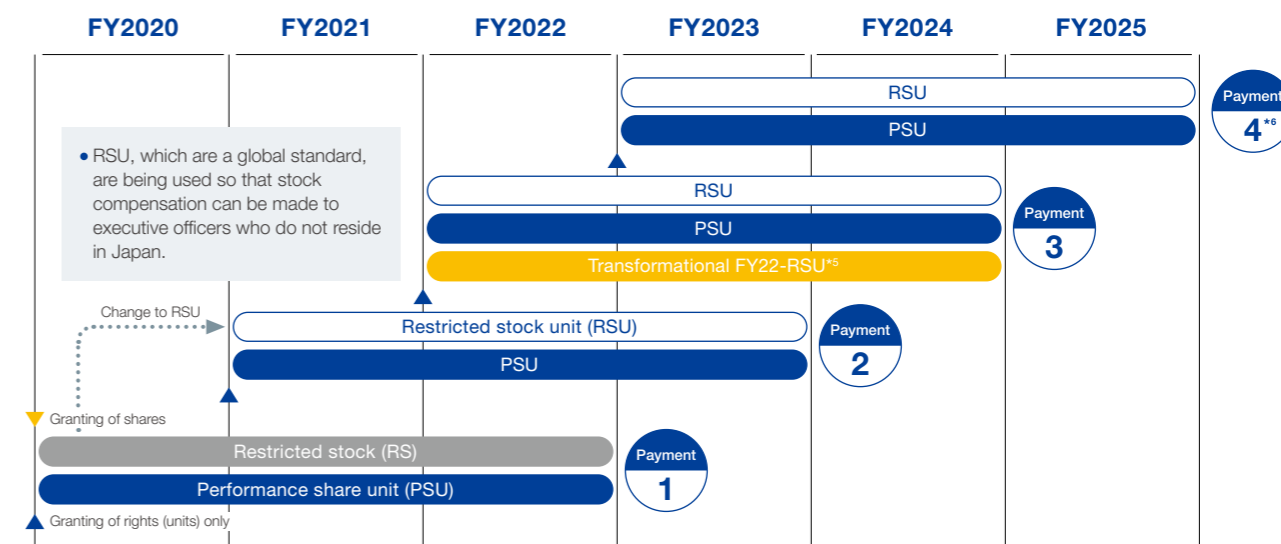 FY2020 FY2021 FY2022 FY2023 FY2024 FY2025
RSU
Payment
4*6
PSU
• RSU, which are a global standard,
are being used so that stock
compensation can be made to
executive officers who do not reside
in Japan.
RSU
PSU
Payment
3
Transformational FY22-RSU*5
Change to RSU
Restricted stock unit (RSU)
Payment
2
PSU
Granting of shares
Restricted stock (RS)
Payment
1
Performance share unit (PSU)
Granting of rights (units) only